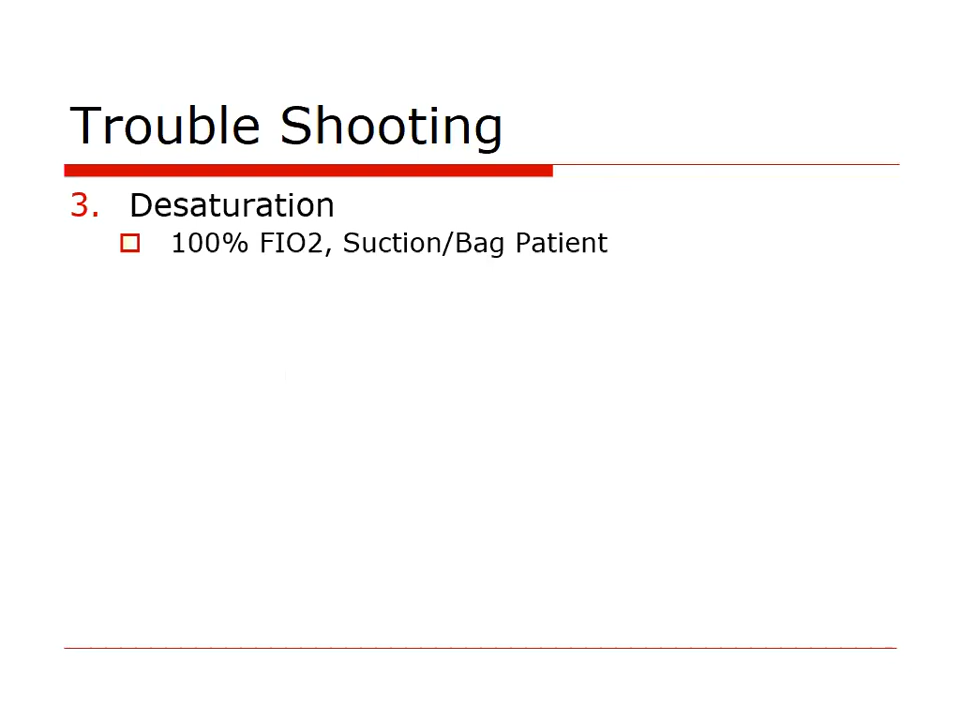 Trouble Shooting
3. Desaturation
100% FIO2, Suction/Bag Patient